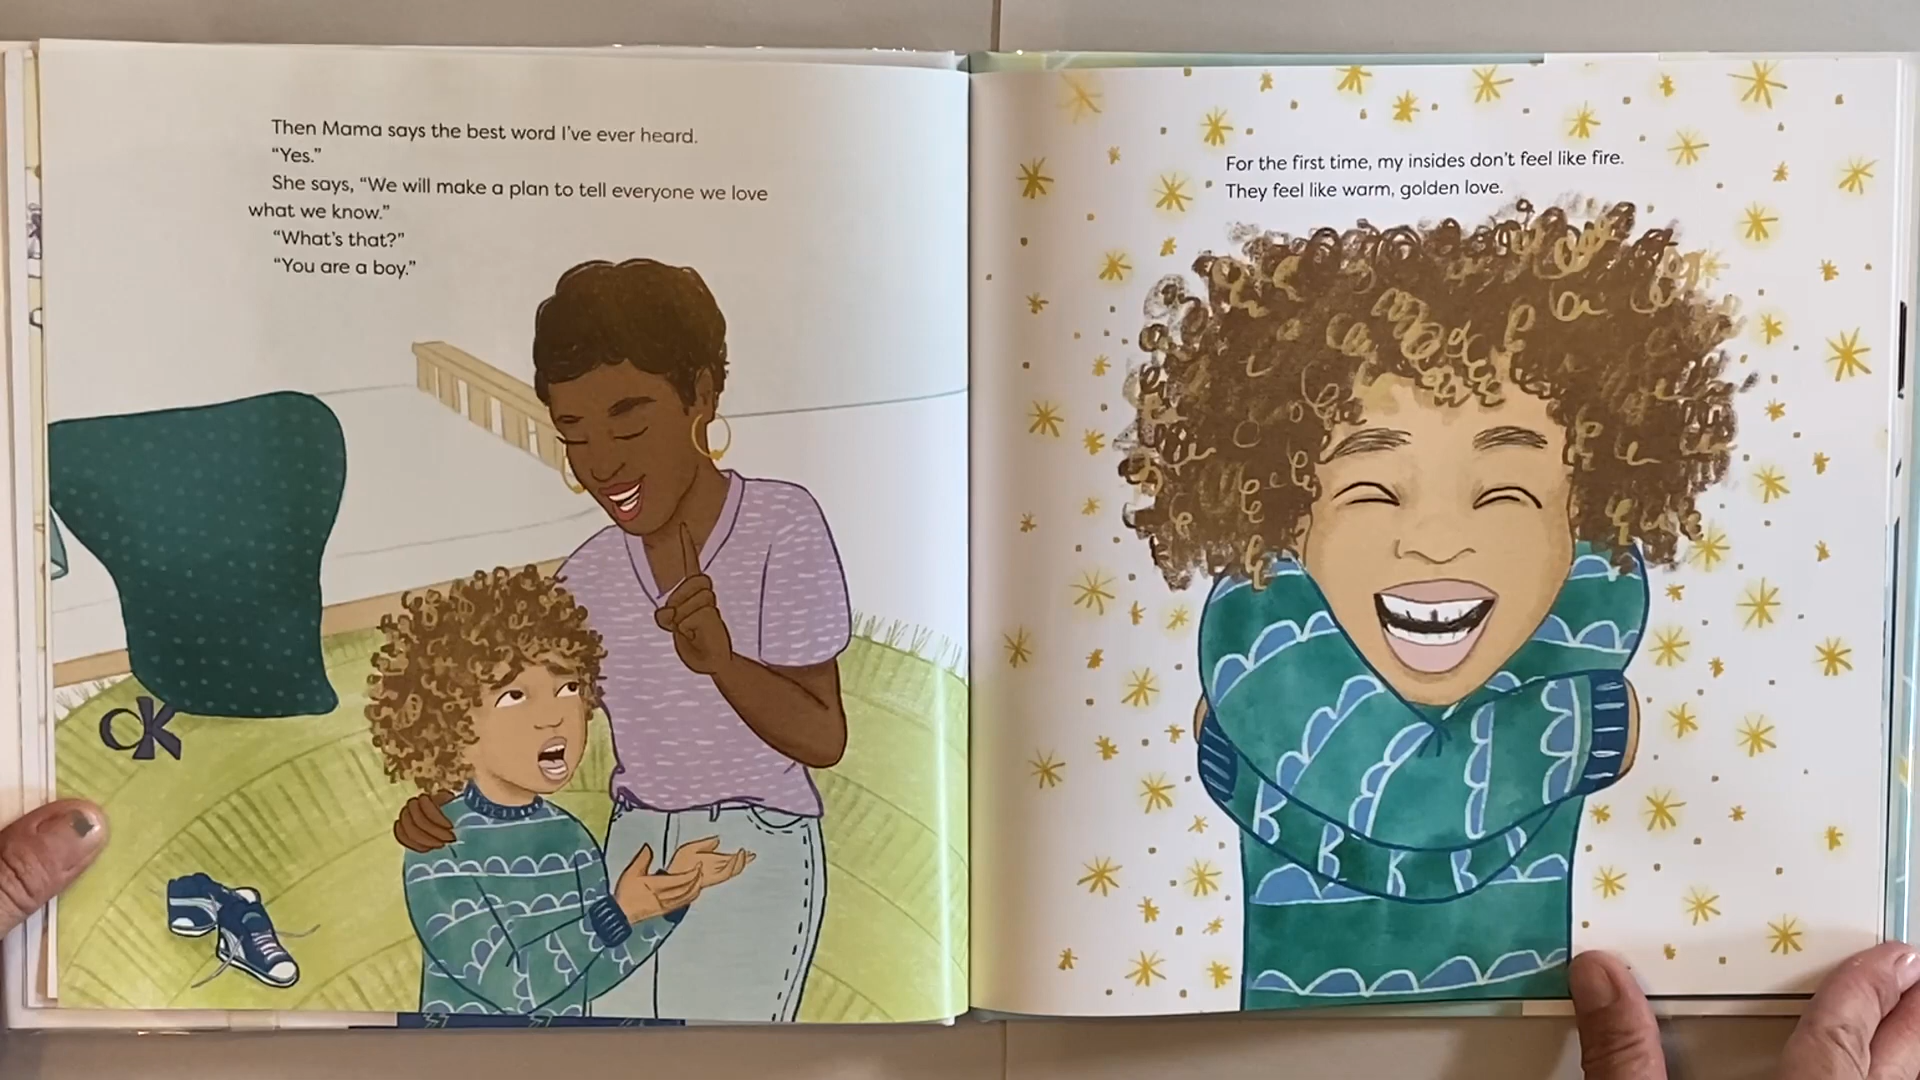 Then Mama says the best word I've ever heard.
“Yes.”
She says, “We will make a plan to tell everyone we love
what we know.”
“What's that?”
“You are a boy.”
For the first time, my insides don't feel like fire.
They feel like warm, golden love.